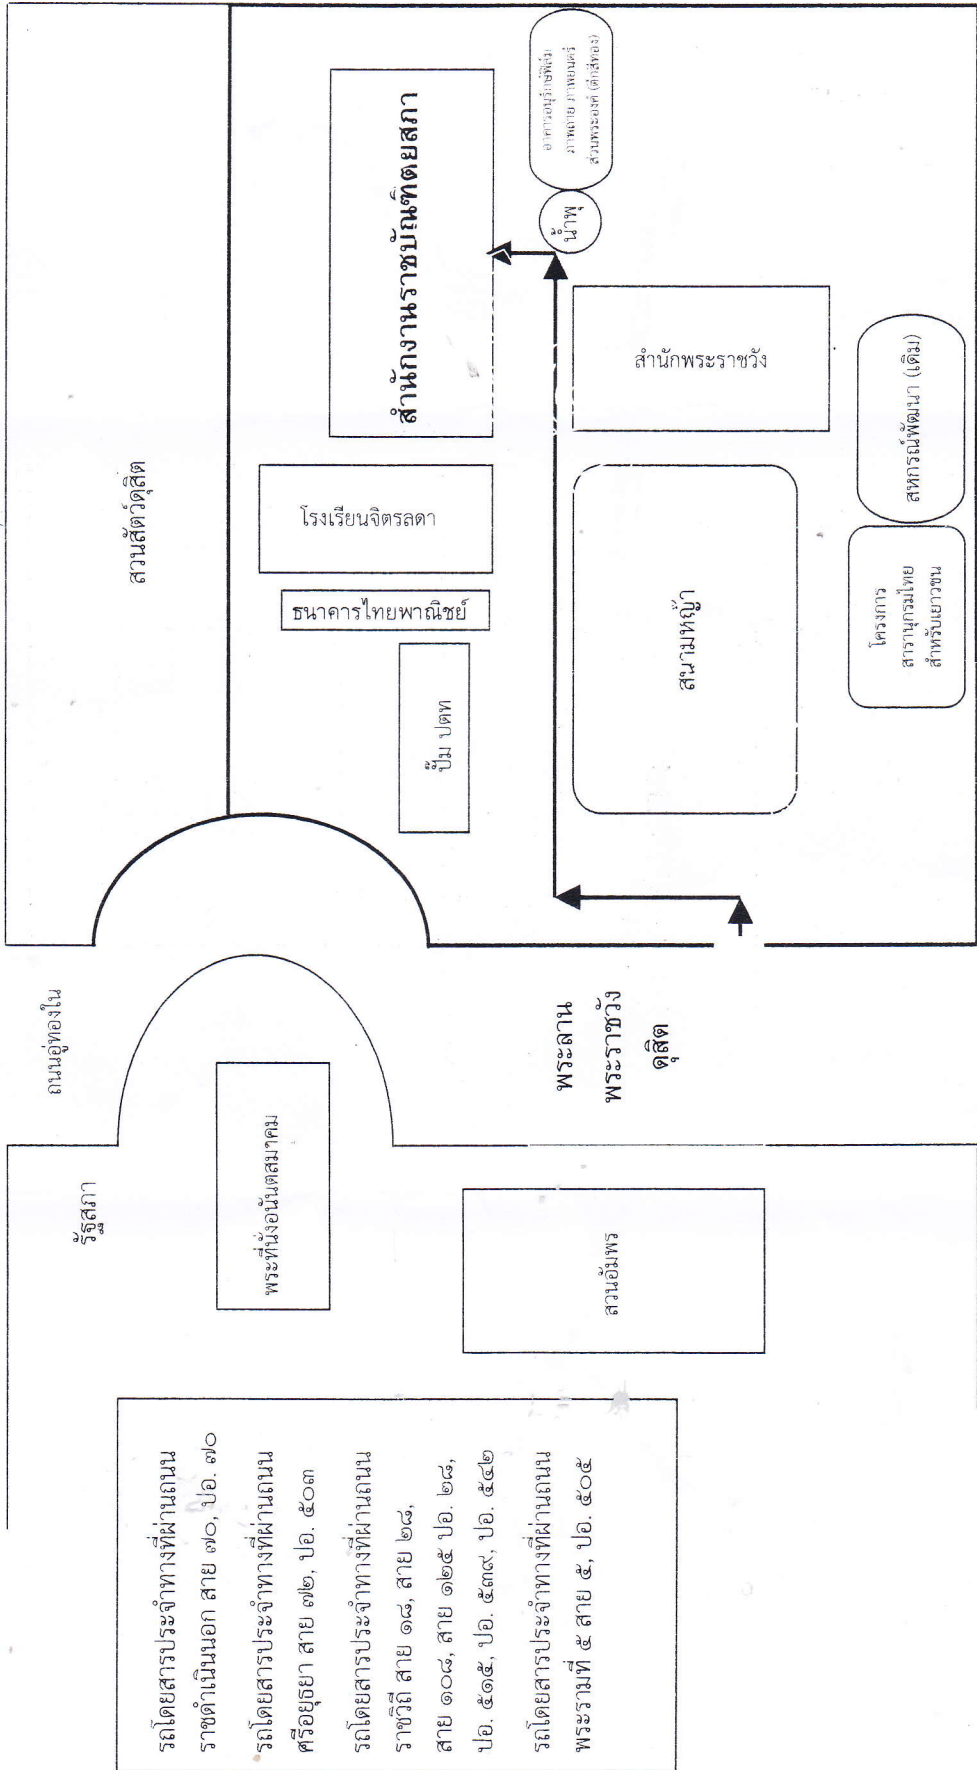 สวนสัตว์ดุสิต
สำนักงานราชบัณฑิตยสภา
อาคารอนุรักษ์ฟิล์ม
ภาพถ่าย ภาพยนตร์
ส่วนพระองค์ (ตึกสีทอง)
น้ำพุ
โรงเรียนจิตรลดา
ธนาคารไทยพาณิชย์
ปั๊ม ปตท
สำนักพระราชวัง
สนามหญ้า
สหกรณ์พัฒนา (เดิม)
โครงการ
สารานุกรมไทย
สำหรับเยาวชน
ถนนอู่ทองใน
พระลาน
พระราชวัง
ดุสิต
รัฐสภา
พระที่นั่งอนันตสมาคม
สวนอัมพร
รถโดยสารประจำทางที่ผ่านถนน
ราชดำเนินนอก สาย ๗๐, ปอ. ๗๐
รถโดยสารประจำทางที่ผ่านถนน
ศรีอยุธยา สาย ๗๒, ปอ. ๕๐๓
รถโดยสารประจำทางที่ผ่านถนน
ราชวิถี สาย ๑๘, สาย ๒๘,
สาย ๑๐๘, สาย ๑๒๕ ปอ. ๒๘,
ปอ. ๕๑๕, ปอ. ๕๓๙, ปอ. ๕๔๒
รถโดยสารประจำทางที่ผ่านถนน
พระรามที่ ๕ สาย ๕, ปอ. ๕๐๕